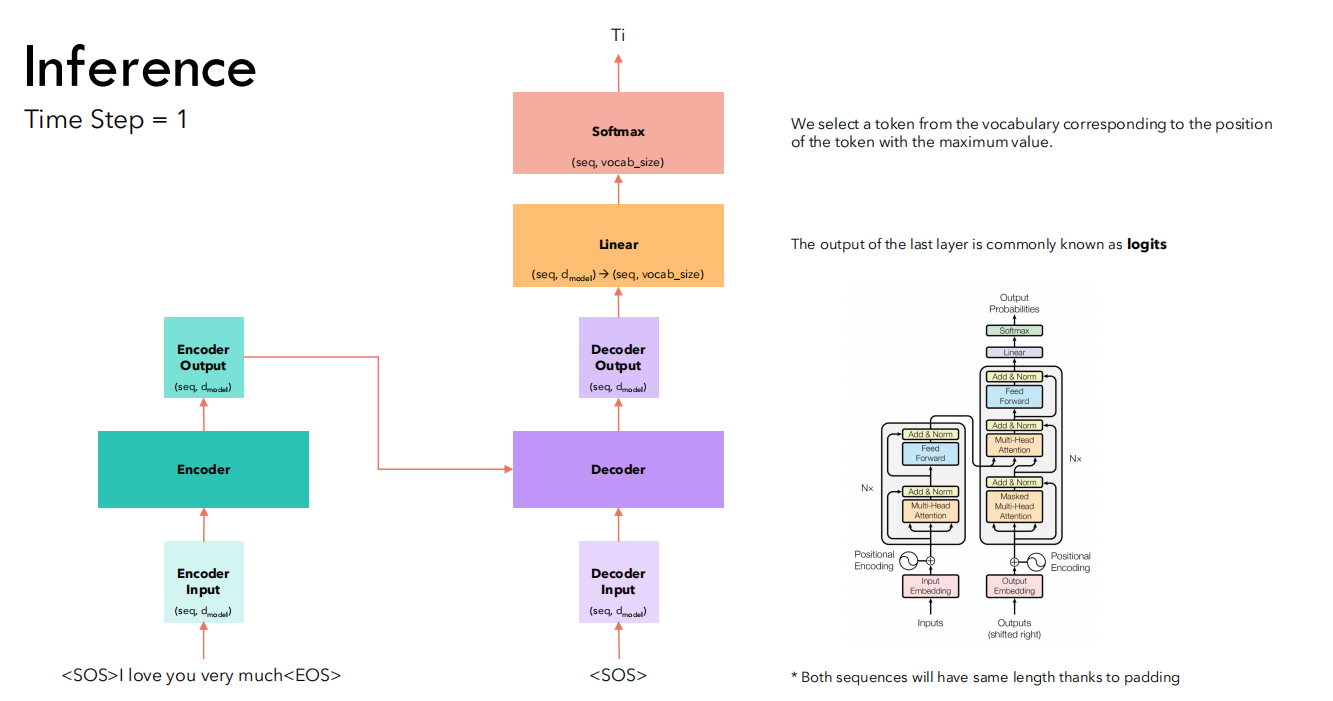 Inference
Time Step = 1
Ti
Softmax
(seq, vocab_size)
We select a token from the vocabulary corresponding to the position
of the token with the maximum value.
Linear
(seq, dmodel) → (seq, vocab_size)
The output of the last layer is commonly known as logits
Encoder
Output
(seq, dmodel)
Decoder
Output
(seq, dmodel)
Encoder
Decoder
Encoder
Input
(seq, dmodel)
Decoder
Input
(seq, dmodel)
<SOS>I love you very much<EOS>
<SOS>
Output
Probabilities
Softmax
Linear
Add & Norm
Feed
Forward
Add & Norm
Multi-Head
Attention
Add & Norm
Feed
Forward
Nx
Nx
Add & Norm
Masked
Multi-Head
Attention
Add & Norm
Multi-Head
Attention
Positional
Encoding
Positional
Encoding
Input
Embedding
Output
Embedding
Inputs
Outputs
(shifted right)
* Both sequences will have same length thanks to padding